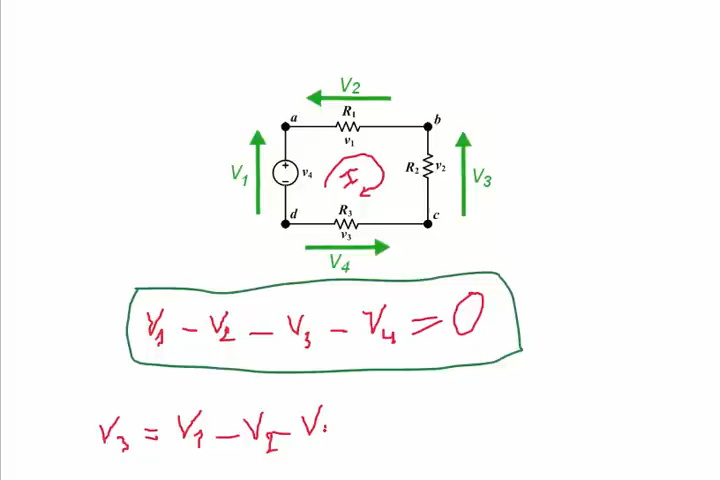 V2
a R1 b
v1
V1 + v4 I R2 v2 V3
−
d R3 c
v3
V4
V1 − V2 − V3 − V4 = 0
V3 = V1 − V2 − V